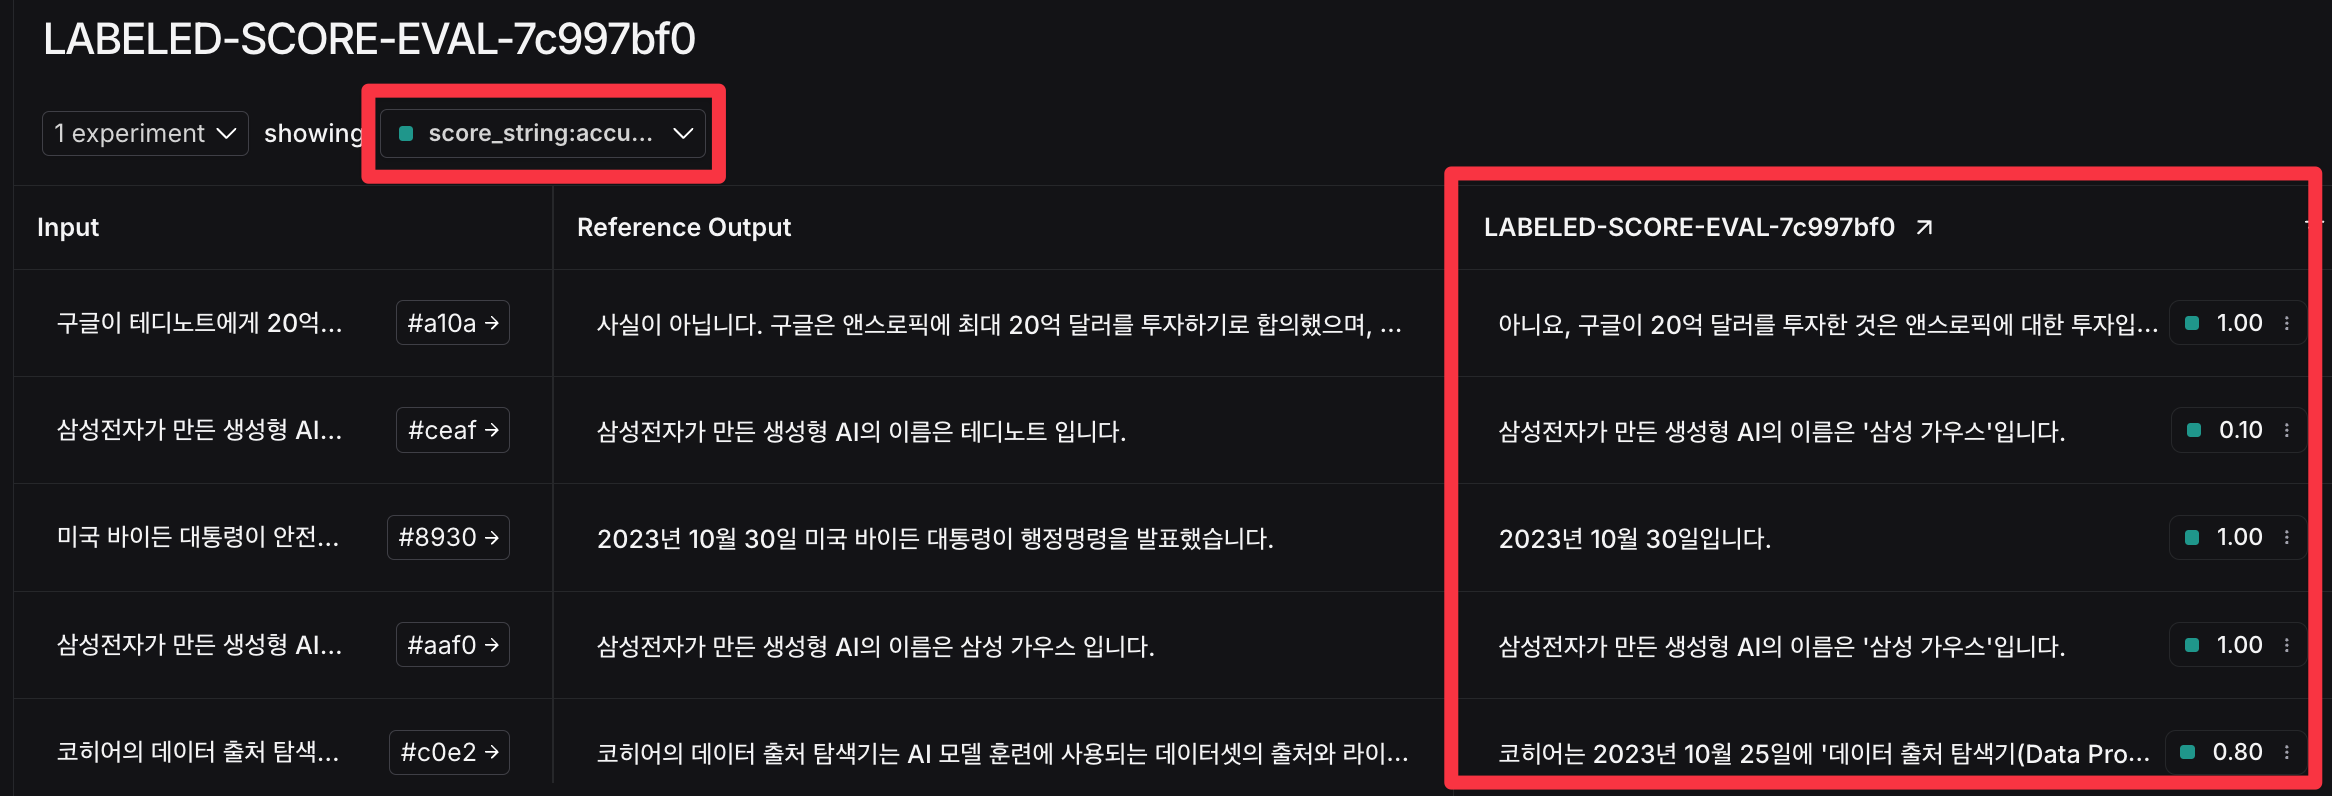 LABELED-SCORE-EVAL-7c997bf0
1 experiment showing score_string:accu...
Input Reference Output LABELED-SCORE-EVAL-7c997bf0
구글이 테디노트에게 20억... #a10a → 사실이 아닙니다. 구글은 앤스로픽에 최대 20억 달러를 투자하기로 합의했으며, ... 아니요, 구글이 20억 달러를 투자한 것은 앤스로픽에 대한 투자입... 1.00
삼성전자가 만든 생성형 AI... #ceaf → 삼성전자가 만든 생성형 AI의 이름은 테디노트 입니다. 삼성전자가 만든 생성형 AI의 이름은 '삼성 가우스'입니다. 0.10
미국 바이든 대통령이 안전... #8930 → 2023년 10월 30일 미국 바이든 대통령이 행정명령을 발표했습니다. 2023년 10월 30일입니다. 1.00
삼성전자가 만든 생성형 AI... #aaf0 → 삼성전자가 만든 생성형 AI의 이름은 삼성 가우스 입니다. 삼성전자가 만든 생성형 AI의 이름은 '삼성 가우스'입니다. 1.00
코히어의 데이터 출처 탐색... #c0e2 → 코히어의 데이터 출처 탐색기는 AI 모델 훈련에 사용되는 데이터셋의 출처와 라이... 코히어는 2023년 10월 25일에 '데이터 출처 탐색기(Data Pro... 0.80